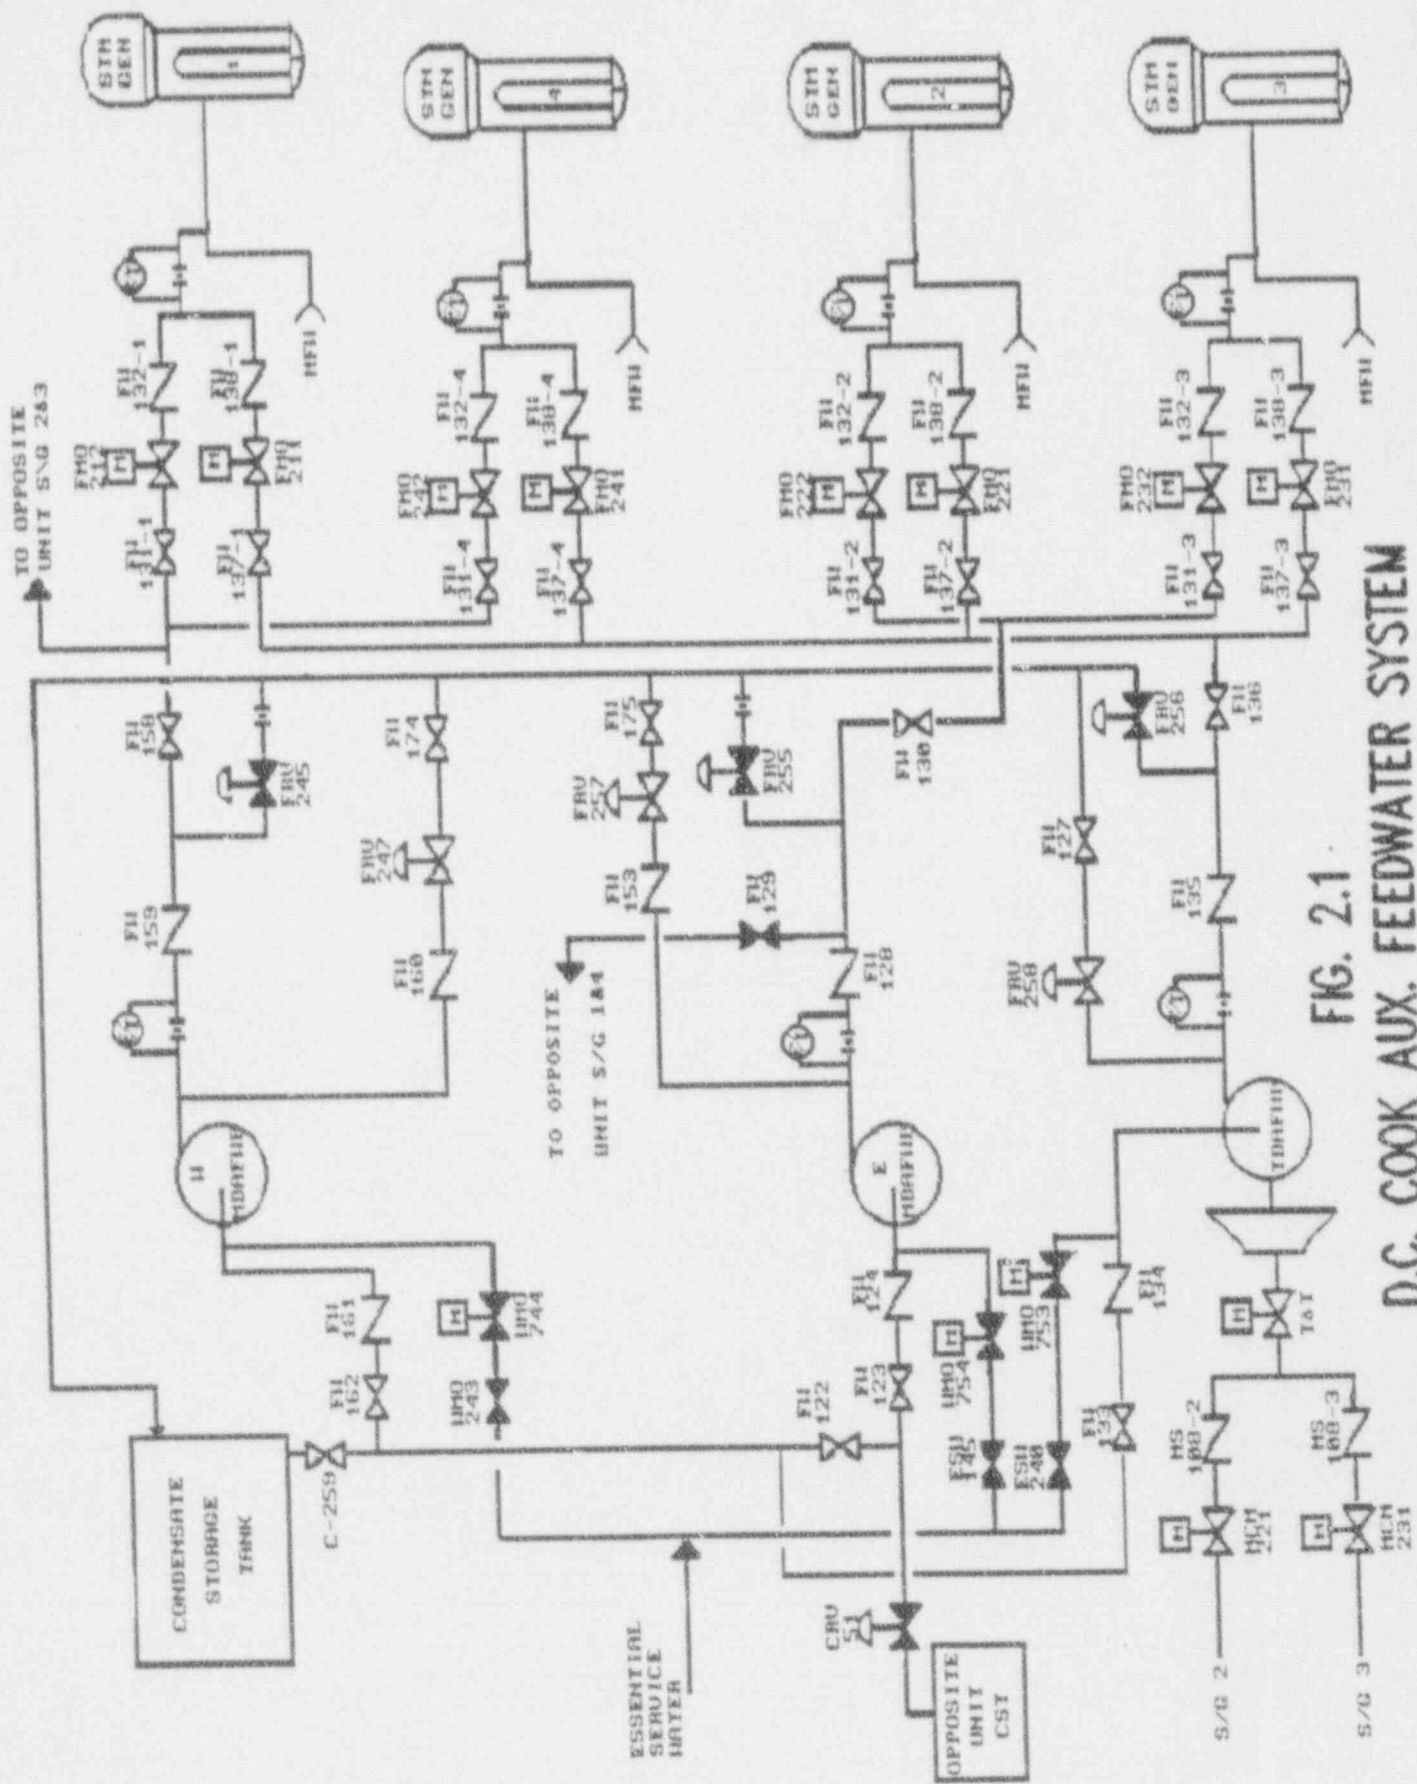 STM
GEN
1
STM
GEN
4
STM
GEN
2
STM
GEN
3
TO OPPOSITE
UNIT S\G 2&3
FMO
212
FW
132-1
FW
131-1
FMO
211
FW
138-1
FW
137-1
MFW
FMO
242
FW
132-4
FW
131-4
FMO
241
FW
138-4
FW
137-4
MFW
FMO
222
FW
132-2
FW
131-2
FMO
221
FW
138-2
FW
137-2
MFW
FMO
232
FW
132-3
FW
131-3
FMO
231
FW
138-3
FW
137-3
MFW
FW
158
FRV
245
FW
159
FW
174
FRV
247
FW
160
FW
175
FRV
257
FW
153
FRV
255
FW
130
FW
129
FW
128
FW
127
FRV
258
FRV
256
FW
136
FW
135
TO OPPOSITE
UNIT S/G 1&4
W
MDAFWP
E
MDAFWP
TDAFWP
FW
161
FW
162
M
WMO
744
WMO
243
FW
124
FW
123
FW
122
M
WMO
754
M
WMO
753
ESW
145
ESW
240
FW
134
FW
133
M
T&T
CONDENSATE
STORAGE
TANK
C-259
ESSENTIAL
SERVICE
WATER
CRV
51
OPPOSITE
UNIT
CST
MS
108-2
MS
108-3
M
MCM
221
M
MCM
231
S/G 2
S/G 3
FIG. 2.1
D.C. COOK AUX. FEEDWATER SYSTEM